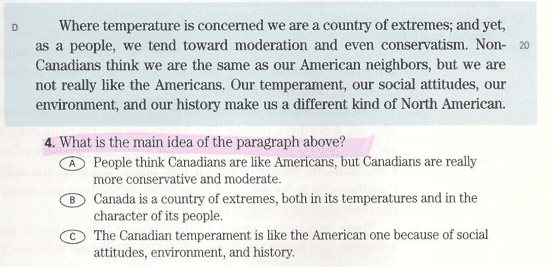 D Where temperature is concerned we are a country of extremes; and yet,
as a people, we tend toward moderation and even conservatism. Non- 20
Canadians think we are the same as our American neighbors, but we are
not really like the Americans. Our temperament, our social attitudes, our
environment, and our history make us a different kind of North American.
4. What is the main idea of the paragraph above?
A People think Canadians are like Americans, but Canadians are really
more conservative and moderate.
B Canada is a country of extremes, both in its temperatures and in the
character of its people.
C The Canadian temperament is like the American one because of social
attitudes, environment, and history.